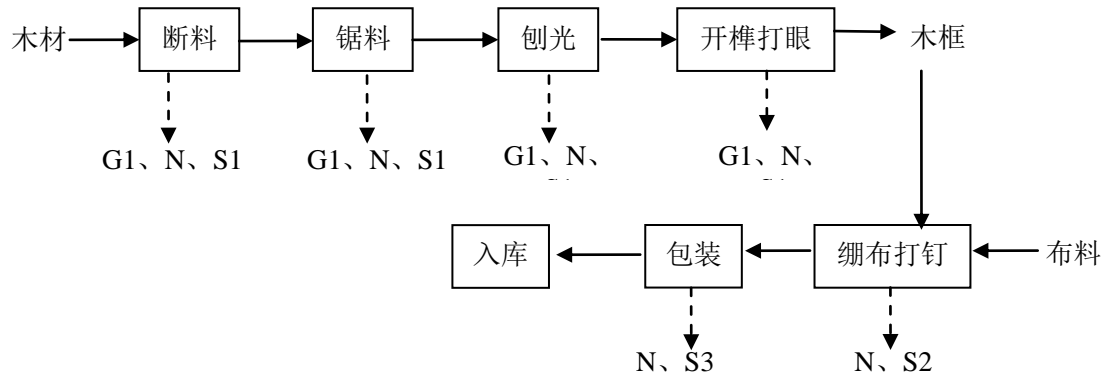 木材 断料 锯料 刨光 开榫打眼 木框
G1、N、S1 G1、N、S1 G1、N、 G1、N、
入库 包装 绷布打钉 布料
N、S3 N、S2